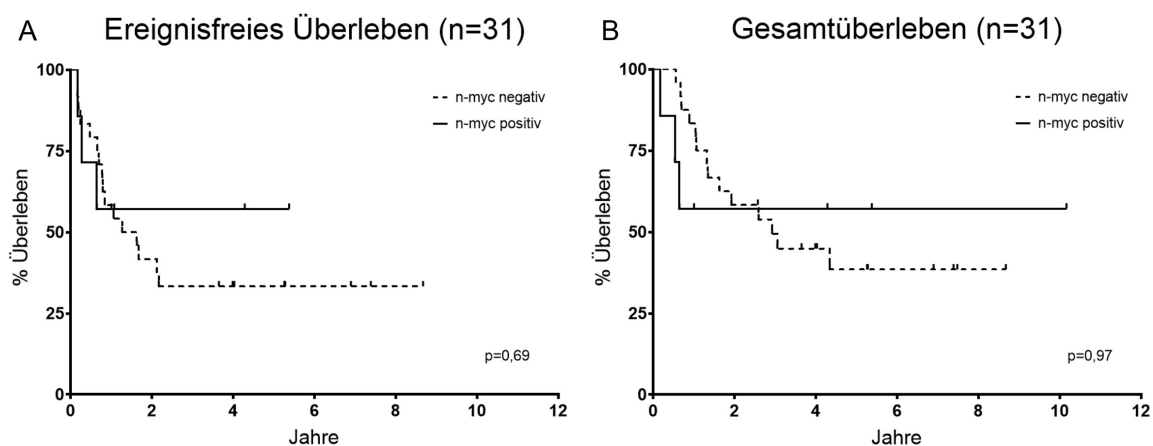 A
Ereignisfreies Überleben (n=31)
100
75
50
25
0
% Überleben
n-myc negativ
n-myc positiv
p=0,69
0 2 4 6 8 10 12
Jahre
B
Gesamtüberleben (n=31)
100
75
50
25
0
% Überleben
n-myc negativ
n-myc positiv
p=0,97
0 2 4 6 8 10 12
Jahre